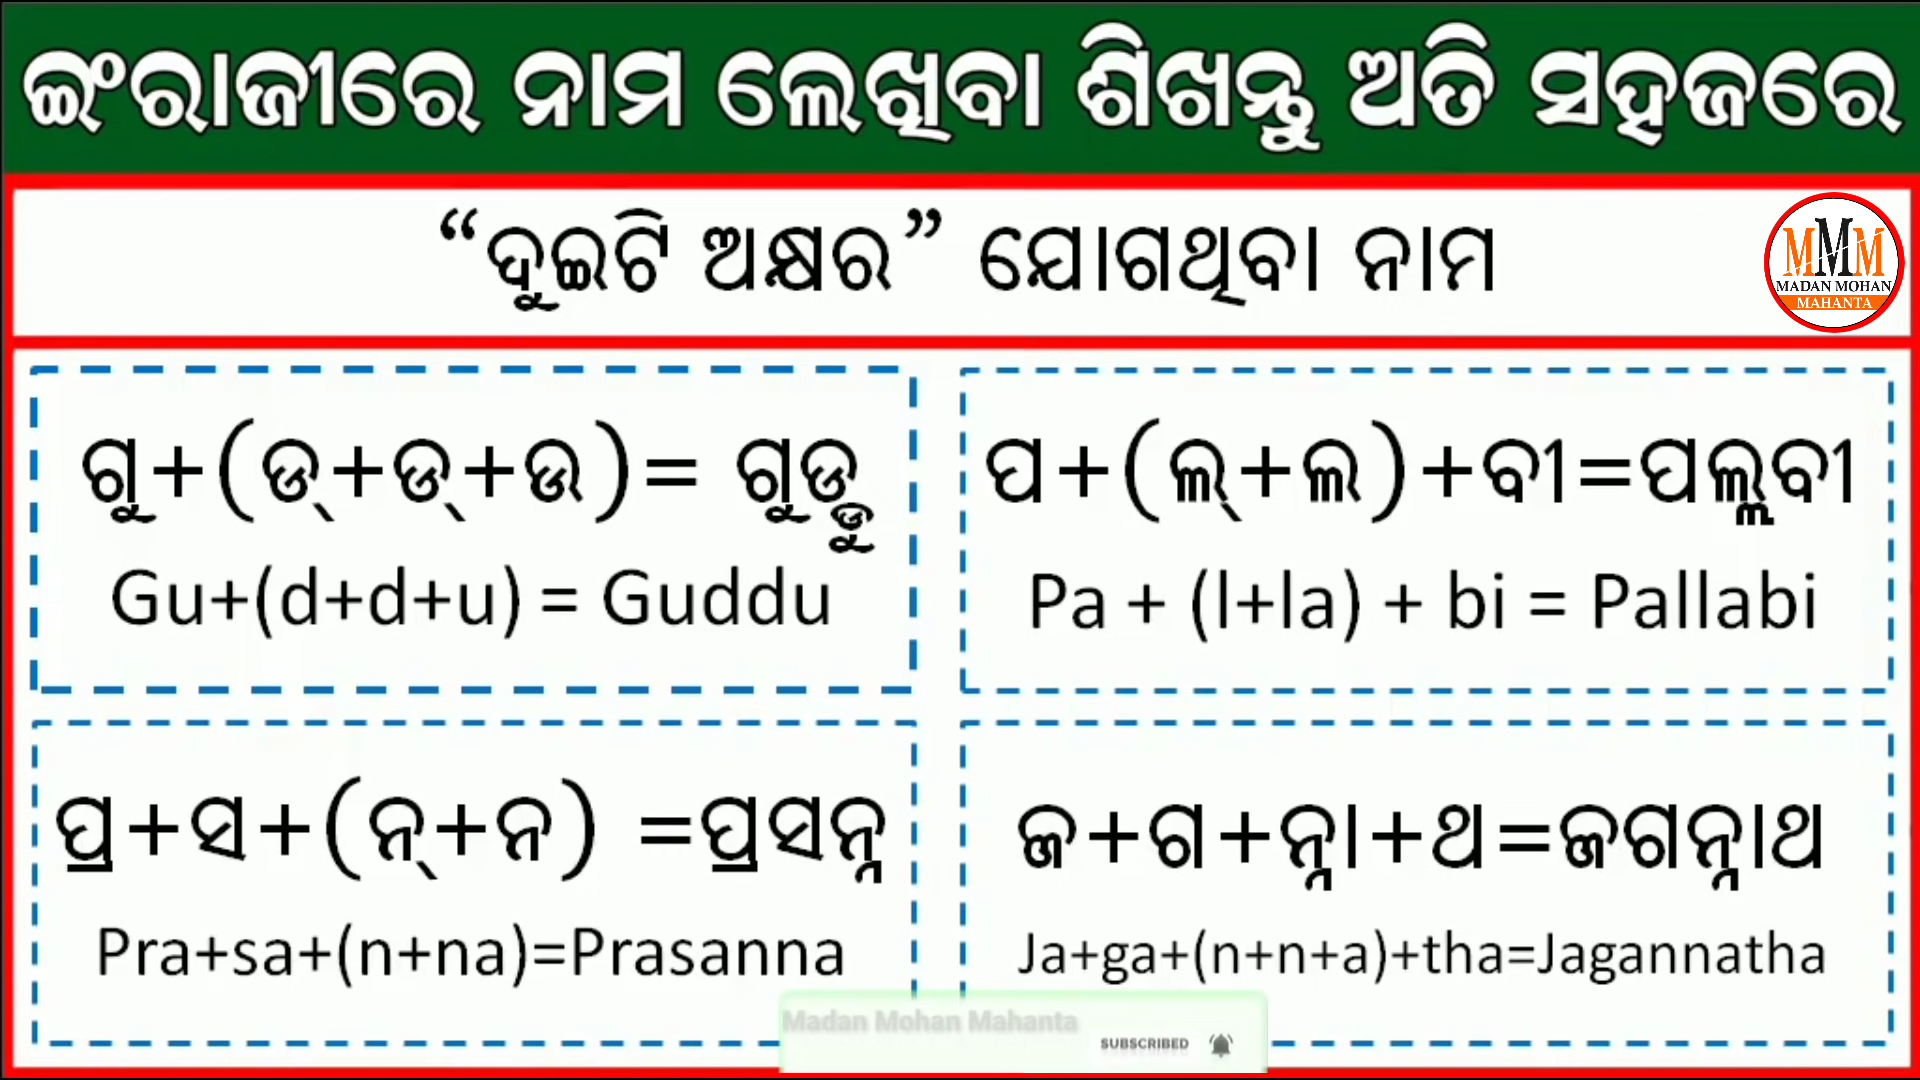 ଇଂରାଜୀରେ ନାମ ଲେଖିବା ଶିଖନ୍ତୁ ଅତି ସହଜରେ
“ଦୁଇଟି ଅକ୍ଷର” ଯୋଗଥିବା ନାମ
MMM
MADAN MOHAN
MAHANTA
ଗୁ+(ଡ୍+ଡ୍+ଉ)= ଗୁଡ୍ଡୁ
Gu+(d+d+u) = Guddu
ପ+(ଲ୍+ଲ)+ବୀ=ପଲ୍ଲବୀ
Pa + (l+la) + bi = Pallabi
ପ୍ର+ସ+(ନ୍+ନ) =ପ୍ରସନ୍ନ
Pra+sa+(n+na)=Prasanna
ଜ+ଗ+ନ୍ନା+ଥ=ଜଗନ୍ନାଥ
Ja+ga+(n+n+a)+tha=Jagannatha
Madan Mohan Mahanta
SUBSCRIBED